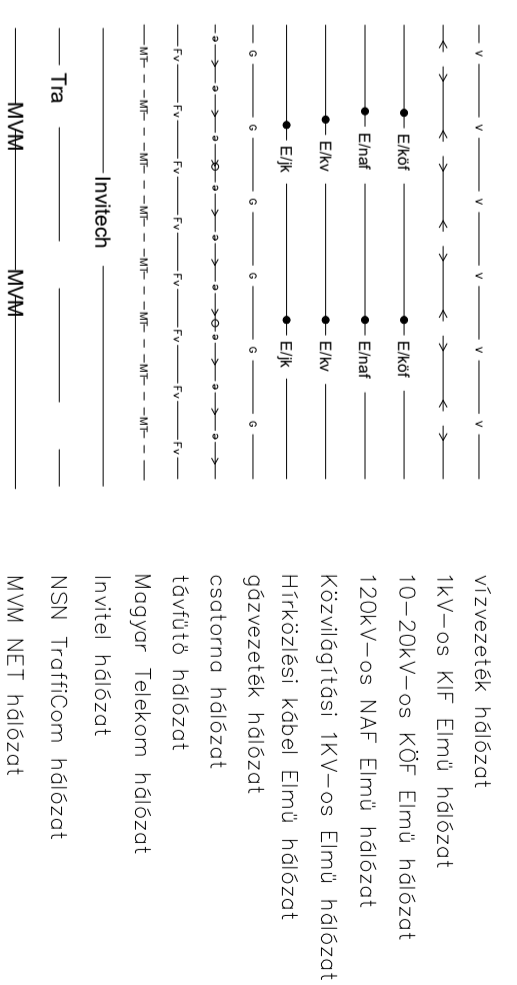 V V V V V V vízvezeték hálózat
1kV-os KIF Elmű hálózat
E/köf E/köf 10-20kV-os KÖF Elmű hálózat
E/naf E/naf 120kV-os NAF Elmű hálózat
E/kv E/kv Közvilágítási 1KV-os Elmű hálózat
E/jk E/jk Hírközlési kábel Elmű hálózat
G G G G G G gázvezeték hálózat
csatorna hálózat
Fv Fv Fv Fv Fv Fv Fv Fv távfűtő hálózat
MT MT MT MT MT MT MT MT Magyar Telekom hálózat
Invitech Invitel hálózat
Tra NSN TraffiCom hálózat
MVM MVM MVM NET hálózat